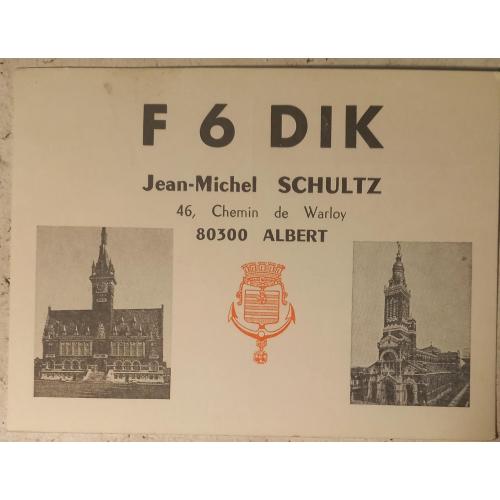 F 6 DIK
Jean-Michel SCHULTZ
46, Chemin de Warloy
80300 ALBERT